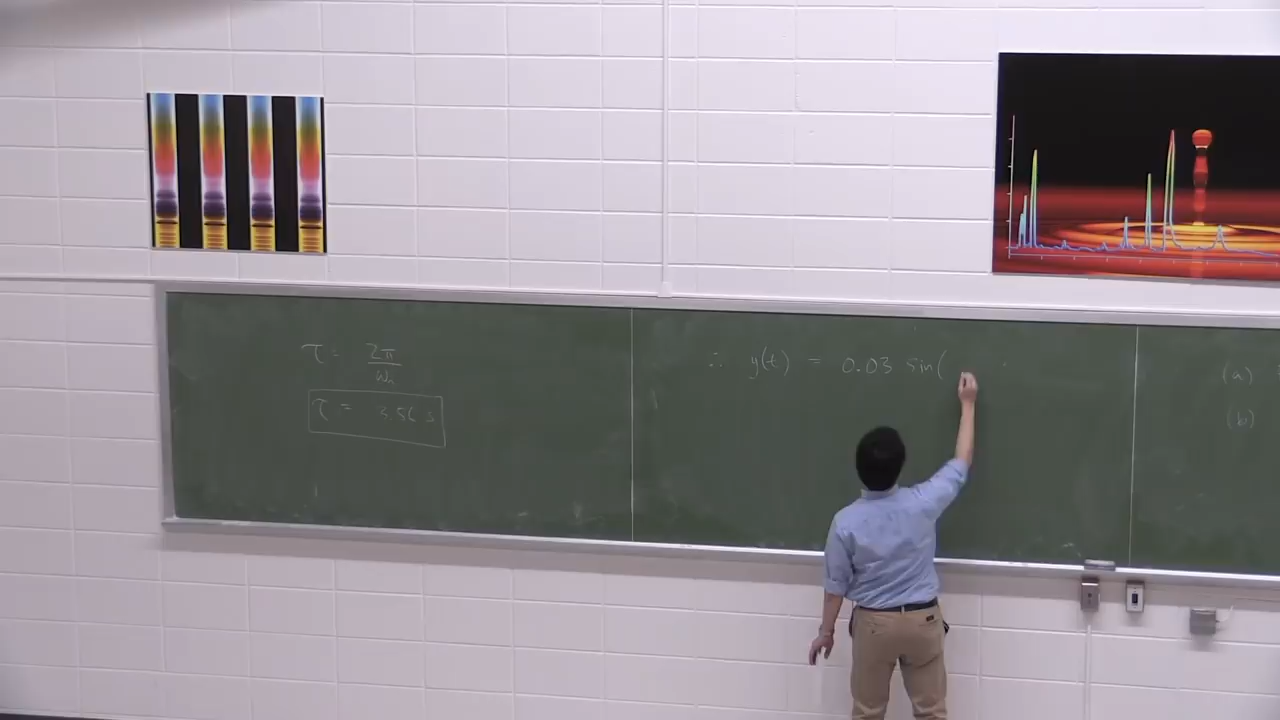 τ = 2π / ωₙ
τ = 3.56 s
∴ y(t) = 0.03 sin(
(a)
(b)